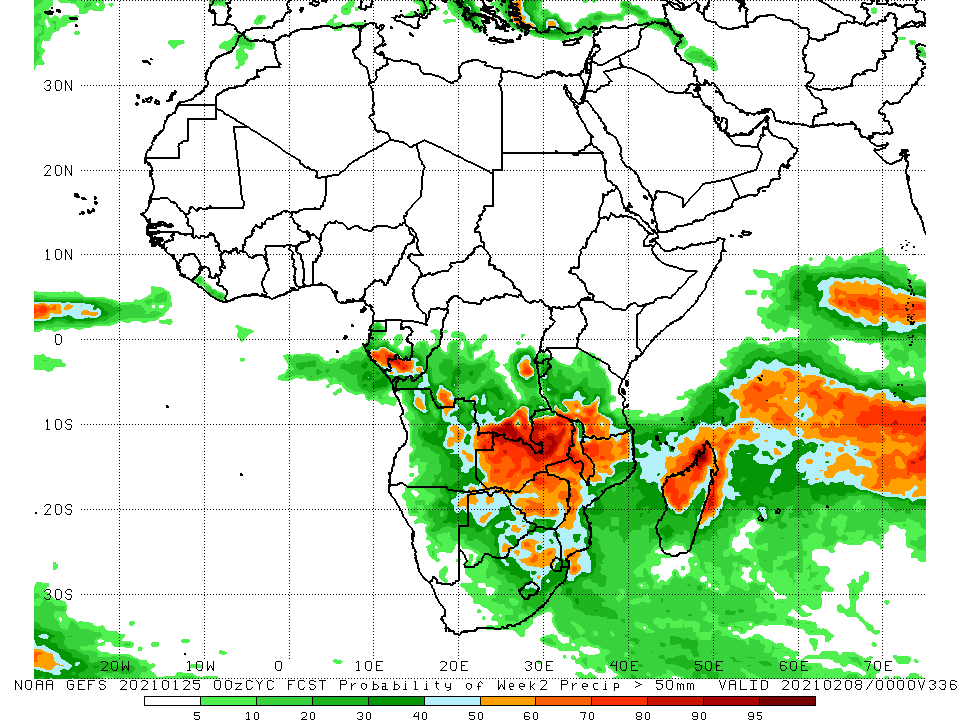 30N
20N
10N
0
10S
20S
30S
20W 10W 0 10E 20E 30E 40E 50E 60E 70E
NOAA GEFS 20210125 00zCYC FCST Probability of Week2 Precip > 50mm VALID 20210208/0000V336
5 10 20 30 40 50 60 70 80 90 95